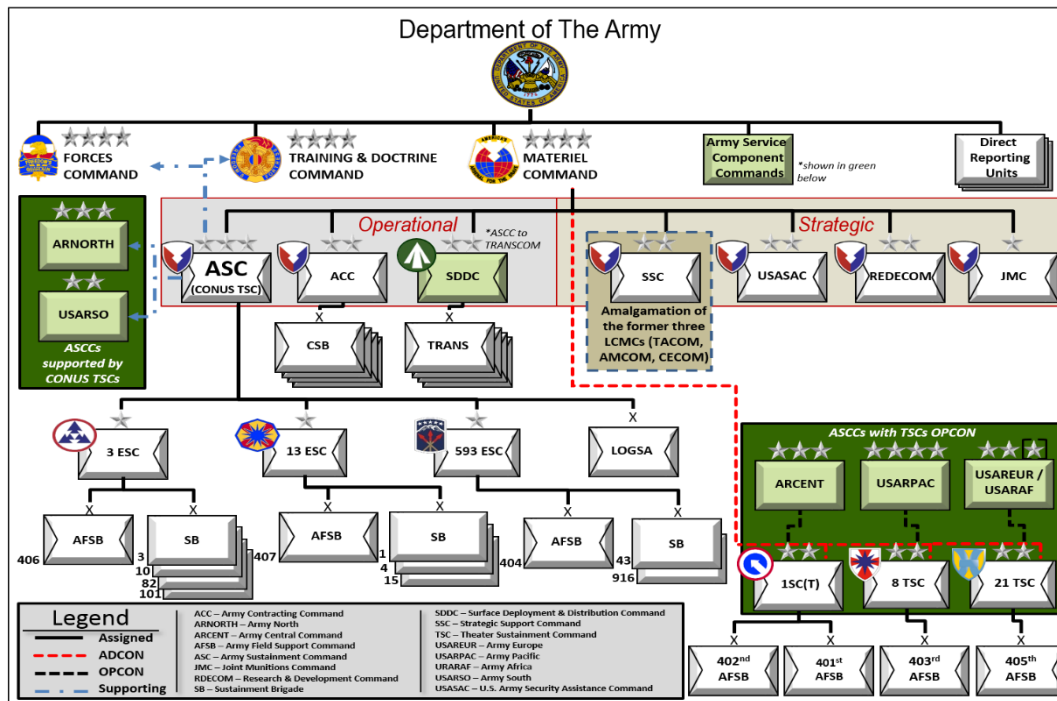 Department of The Army
FORCES
COMMAND
TRAINING & DOCTRINE
COMMAND
MATERIEL
COMMAND
Army Service
Component
Commands
*shown in green
below
Direct
Reporting
Units
Operational
Strategic
*ASCC to
TRANSCOM
ARNORTH
USARSO
ASCCs
supported by
CONUS TSCs
ASC
(CONUS TSC)
ACC
SDDC
SSC
USASAC
REDECOM
JMC
Amalgamation of
the former three
LCMCs (TACOM,
AMCOM, CECOM)
X
CSB
X
TRANS
3 ESC
13 ESC
593 ESC
X
LOGSA
X
AFSB
406
X
SB
3
10
82
101
X
AFSB
407
X
SB
1
4
15
X
AFSB
404
X
SB
43
916
ASCCs with TSCs OPCON
ARCENT
USARPAC
USAREUR /
USARAF
1SC(T)
8 TSC
21 TSC
X
402nd
AFSB
X
401st
AFSB
X
403rd
AFSB
X
405th
AFSB
Legend
Assigned
ADCON
OPCON
Supporting
ACC – Army Contracting Command
ARNORTH – Army North
ARCENT – Army Central Command
AFSB – Army Field Support Command
ASC – Army Sustainment Command
JMC – Joint Munitions Command
RDECOM – Research & Development Command
SB – Sustainment Brigade
SDDC – Surface Deployment & Distribution Command
SSC – Strategic Support Command
TSC – Theater Sustainment Command
USAREUR – Army Europe
USARPAC – Army Pacific
URARAF – Army Africa
USARSO – Army South
USASAC – U.S. Army Security Assistance Command